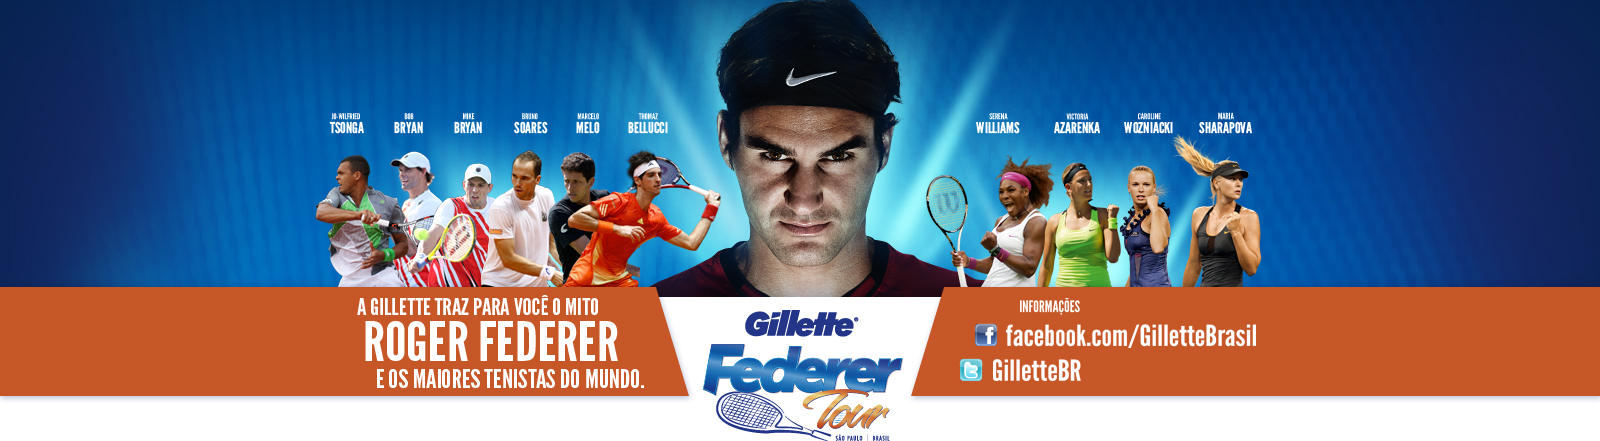 JO-WILFRIED
TSONGA
BOB
BRYAN
MIKE
BRYAN
BRUNO
SOARES
MARCELO
MELO
THOMAZ
BELLUCCI
SERENA
WILLIAMS
VICTORIA
AZARENKA
CAROLINE
WOZNIACKI
MARIA
SHARAPOVA
A GILLETTE TRAZ PARA VOCÊ O MITO
ROGER FEDERER
E OS MAIORES TENISTAS DO MUNDO.
Gillette®
Federer
Tour
SÃO PAULO | BRASIL
INFORMAÇÕES
facebook.com/GilletteBrasil
GilletteBR